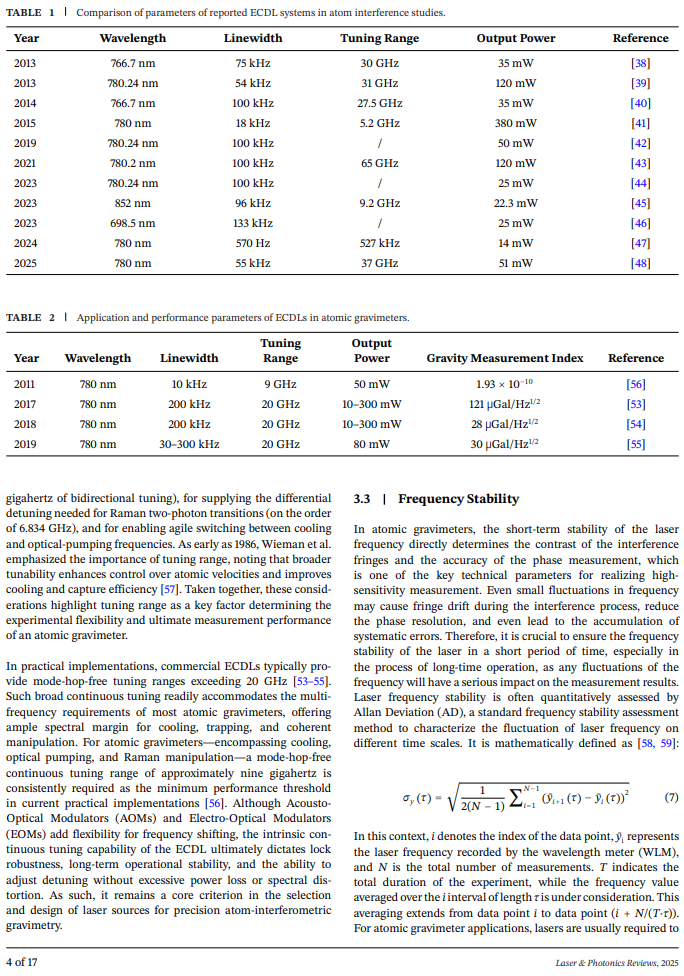 TABLE 1 | Comparison of parameters of reported ECDL systems in atom interference studies.
Year Wavelength Linewidth Tuning Range Output Power Reference
2013 766.7 nm 75 kHz 30 GHz 35 mW [38]
2013 780.24 nm 54 kHz 31 GHz 120 mW [39]
2014 766.7 nm 100 kHz 27.5 GHz 35 mW [40]
2015 780 nm 18 kHz 5.2 GHz 380 mW [41]
2019 780.24 nm 100 kHz / 50 mW [42]
2021 780.2 nm 100 kHz 65 GHz 120 mW [43]
2023 780.24 nm 100 kHz / 25 mW [44]
2023 852 nm 96 kHz 9.2 GHz 22.3 mW [45]
2023 698.5 nm 133 kHz / 25 mW [46]
2024 780 nm 570 Hz 527 kHz 14 mW [47]
2025 780 nm 55 kHz 37 GHz 51 mW [48]
TABLE 2 | Application and performance parameters of ECDLs in atomic gravimeters.
Tuning Output
Year Wavelength Linewidth Range Power Gravity Measurement Index Reference
2011 780 nm 10 kHz 9 GHz 50 mW 1.93 × 10⁻¹⁰ [56]
2017 780 nm 200 kHz 20 GHz 10–300 mW 121 μGal/Hz¹/² [53]
2018 780 nm 200 kHz 20 GHz 10–300 mW 28 μGal/Hz¹/² [54]
2019 780 nm 30–300 kHz 20 GHz 80 mW 30 μGal/Hz¹/² [55]
gigahertz of bidirectional tuning), for supplying the differential
detuning needed for Raman two-photon transitions (on the order
of 6.834 GHz), and for enabling agile switching between cooling
and optical-pumping frequencies. As early as 1986, Wieman et al.
emphasized the importance of tuning range, noting that broader
tunability enhances control over atomic velocities and improves
cooling and capture efficiency [57]. Taken together, these consid-
erations highlight tuning range as a key factor determining the
experimental flexibility and ultimate measurement performance
of an atomic gravimeter.
In practical implementations, commercial ECDLs typically pro-
vide mode-hop-free tuning ranges exceeding 20 GHz [53–55].
Such broad continuous tuning readily accommodates the multi-
frequency requirements of most atomic gravimeters, offering
ample spectral margin for cooling, trapping, and coherent
manipulation. For atomic gravimeters—encompassing cooling,
optical pumping, and Raman manipulation—a mode-hop-free
continuous tuning range of approximately nine gigahertz is
consistently required as the minimum performance threshold
in current practical implementations [56]. Although Acousto-
Optical Modulators (AOMs) and Electro-Optical Modulators
(EOMs) add flexibility for frequency shifting, the intrinsic con-
tinuous tuning capability of the ECDL ultimately dictates lock
robustness, long-term operational stability, and the ability to
adjust detuning without excessive power loss or spectral dis-
tortion. As such, it remains a core criterion in the selection
and design of laser sources for precision atom-interferometric
gravimetry.
3.3 | Frequency Stability
In atomic gravimeters, the short-term stability of the laser
frequency directly determines the contrast of the interference
fringes and the accuracy of the phase measurement, which
is one of the key technical parameters for realizing high-
sensitivity measurement. Even small fluctuations in frequency
may cause fringe drift during the interference process, reduce
the phase resolution, and even lead to the accumulation of
systematic errors. Therefore, it is crucial to ensure the frequency
stability of the laser in a short period of time, especially in
the process of long-time operation, as any fluctuations of the
frequency will have a serious impact on the measurement results.
Laser frequency stability is often quantitatively assessed by
Allan Deviation (AD), a standard frequency stability assessment
method to characterize the fluctuation of laser frequency on
different time scales. It is mathematically defined as [58, 59]:
σy (τ) = √(1/(2(N − 1)) ∑ᵢ₌₁ᴺ⁻¹ (ȳᵢ₊₁ (τ) − ȳᵢ (τ))²) (7)
In this context, i denotes the index of the data point, ȳᵢ represents
the laser frequency recorded by the wavelength meter (WLM),
and N is the total number of measurements. T indicates the
total duration of the experiment, while the frequency value
averaged over the i interval of length τ is under consideration. This
averaging extends from data point i to data point (i + N/(T·τ)).
For atomic gravimeter applications, lasers are usually required to
4 of 17
Laser & Photonics Reviews, 2025